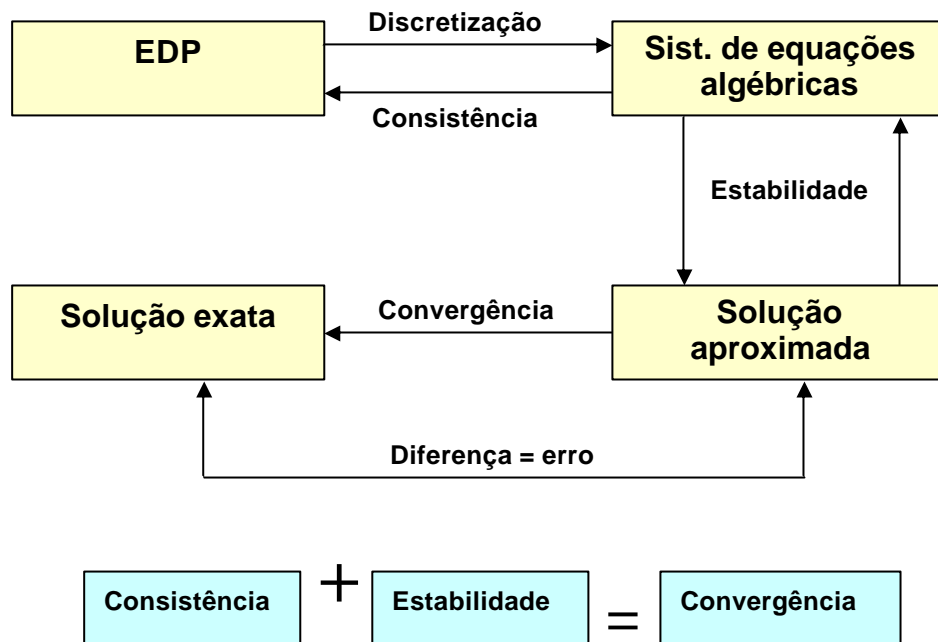 Discretização
EDP
Sist. de equações
algébricas
Consistência
Estabilidade
Solução exata
Convergência
Solução
aproximada
Diferença = erro
Consistência + Estabilidade = Convergência